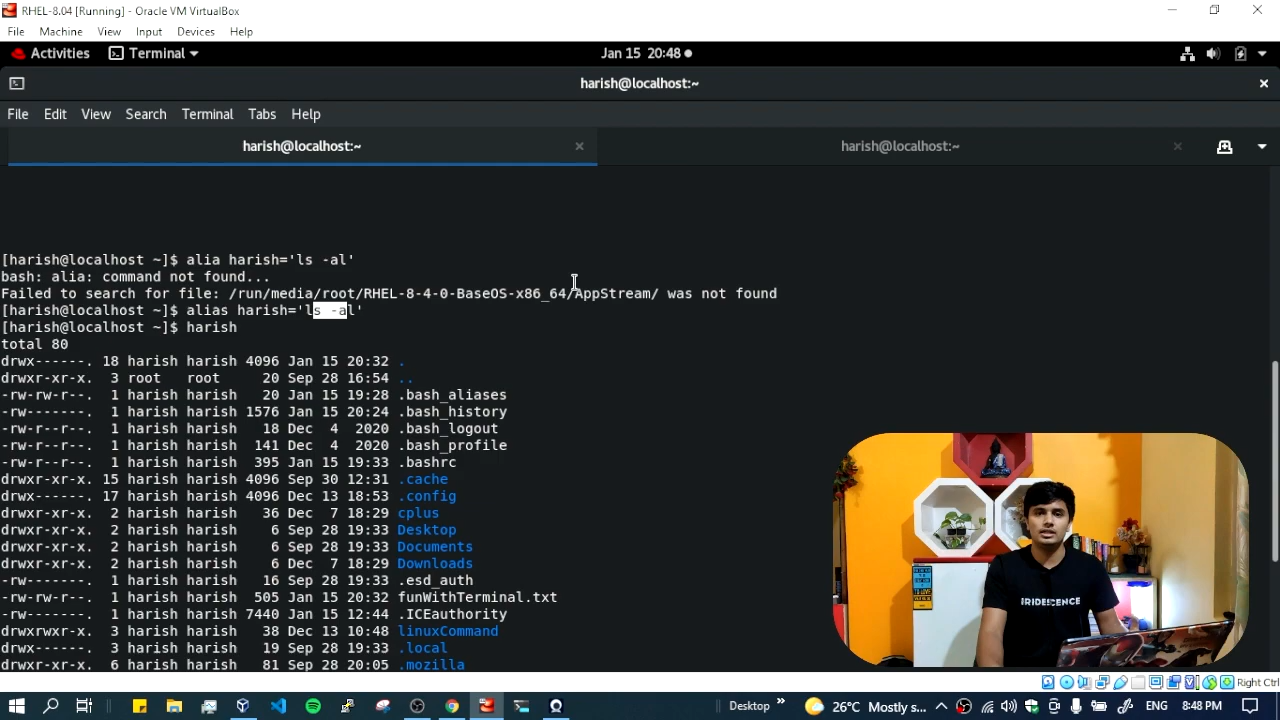 RHEL-8.04 [Running] - Oracle VM VirtualBox
File Machine View Input Devices Help
Activities Terminal Jan 15 20:48
harish@localhost:~
File Edit View Search Terminal Tabs Help
harish@localhost:~ harish@localhost:~
[harish@localhost ~]$ alia harish='ls -al'
bash: alia: command not found...
Failed to search for file: /run/media/root/RHEL-8-4-0-BaseOS-x86_64/AppStream/ was not found
[harish@localhost ~]$ alias harish='ls -al'
[harish@localhost ~]$ harish
total 80
drwx------. 18 harish harish 4096 Jan 15 20:32 .
drwxr-xr-x. 3 root root 20 Sep 28 16:54 ..
-rw-rw-r--. 1 harish harish 20 Jan 15 19:28 .bash_aliases
-rw-------. 1 harish harish 1576 Jan 15 20:24 .bash_history
-rw-r--r--. 1 harish harish 18 Dec 4 2020 .bash_logout
-rw-r--r--. 1 harish harish 141 Dec 4 2020 .bash_profile
-rw-r--r--. 1 harish harish 395 Jan 15 19:33 .bashrc
drwxr-xr-x. 15 harish harish 4096 Sep 30 12:31 .cache
drwx------. 17 harish harish 4096 Dec 13 18:53 .config
drwxr-xr-x. 2 harish harish 36 Dec 7 18:29 cplus
drwxr-xr-x. 2 harish harish 6 Sep 28 19:33 Desktop
drwxr-xr-x. 2 harish harish 6 Sep 28 19:33 Documents
drwxr-xr-x. 2 harish harish 6 Dec 7 18:29 Downloads
-rw-------. 1 harish harish 16 Sep 28 19:33 .esd_auth
-rw-rw-r--. 1 harish harish 505 Jan 15 20:32 funWithTerminal.txt
-rw-------. 1 harish harish 7440 Jan 15 12:44 .ICEauthority
drwxrwxr-x. 3 harish harish 38 Dec 13 10:48 linuxCommand
drwx------. 3 harish harish 19 Sep 28 19:33 .local
drwxr-xr-x. 6 harish harish 81 Sep 28 20:05 .mozilla
IRIDESCENCE
Right Ctrl
Desktop 26°C Mostly s... ENG 8:48 PM